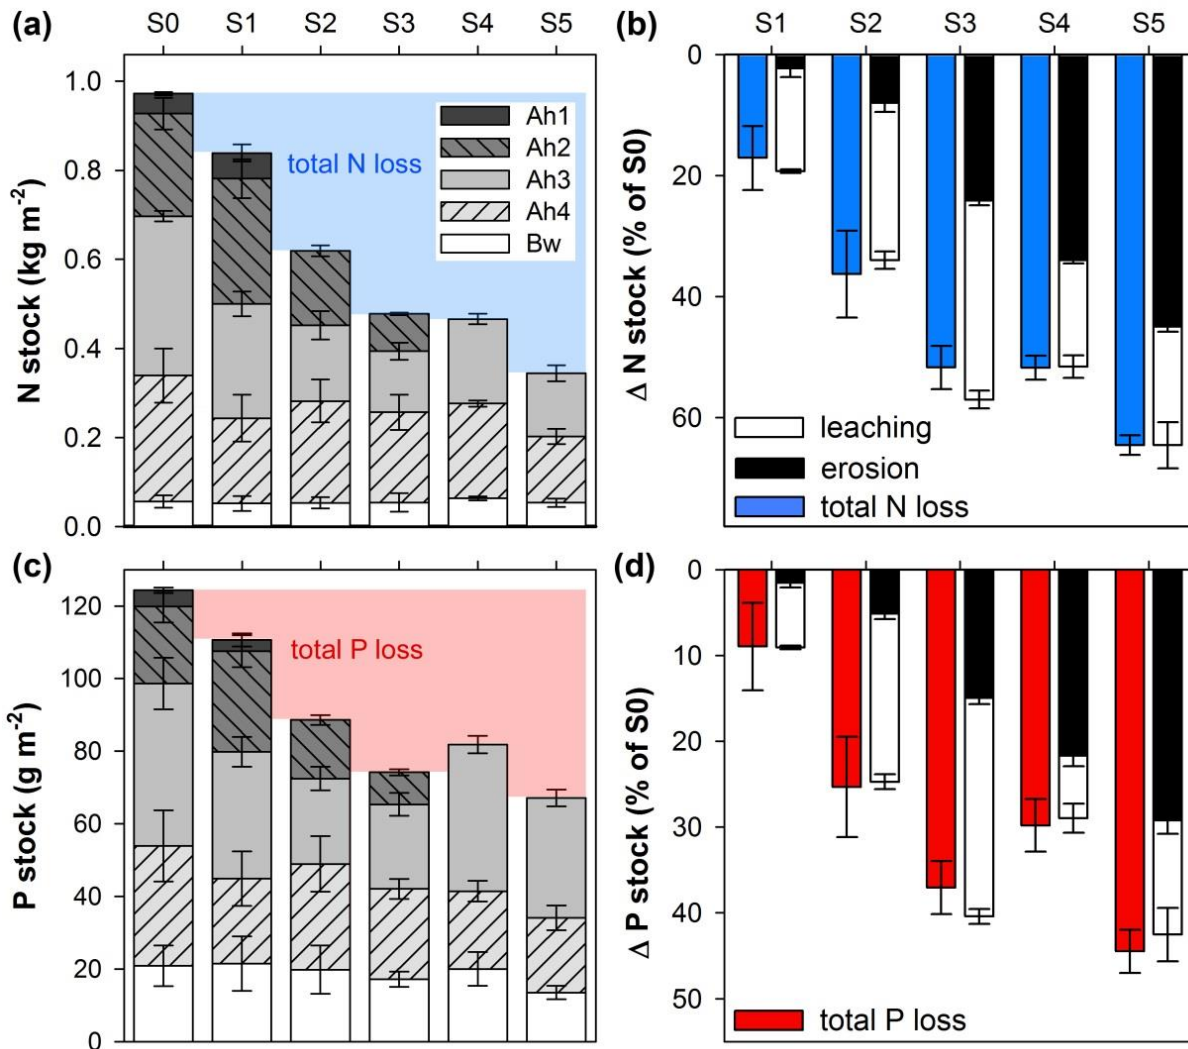 (a)
S0 S1 S2 S3 S4 S5
N stock (kg m-2)
1.0
0.8
0.6
0.4
0.2
0.0
total N loss
Ah1
Ah2
Ah3
Ah4
Bw
(b)
S1 S2 S3 S4 S5
Δ N stock (% of S0)
0
20
40
60
leaching
erosion
total N loss
(c)
P stock (g m-2)
120
100
80
60
40
20
0
total P loss
(d)
Δ P stock (% of S0)
0
10
20
30
40
50
total P loss